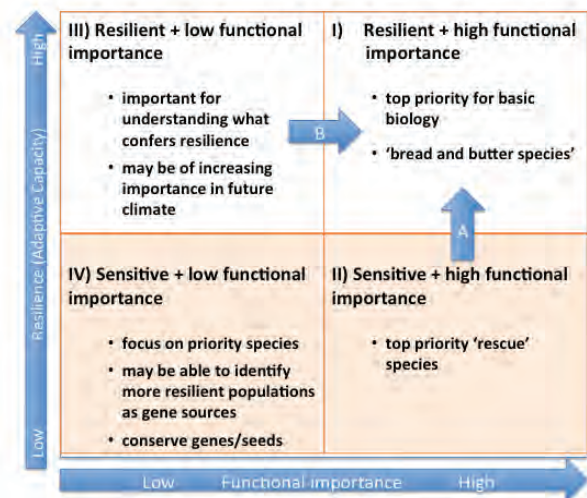 High
Resilience (Adaptive Capacity)
Low
III) Resilient + low functional
importance
• important for
understanding what
confers resilience
• may be of increasing
importance in future
climate
B
I) Resilient + high functional
importance
• top priority for basic
biology
• 'bread and butter species'
A
IV) Sensitive + low functional
importance
• focus on priority species
• may be able to identify
more resilient populations
as gene sources
• conserve genes/seeds
II) Sensitive + high functional
importance
• top priority 'rescue'
species
Low Functional importance High